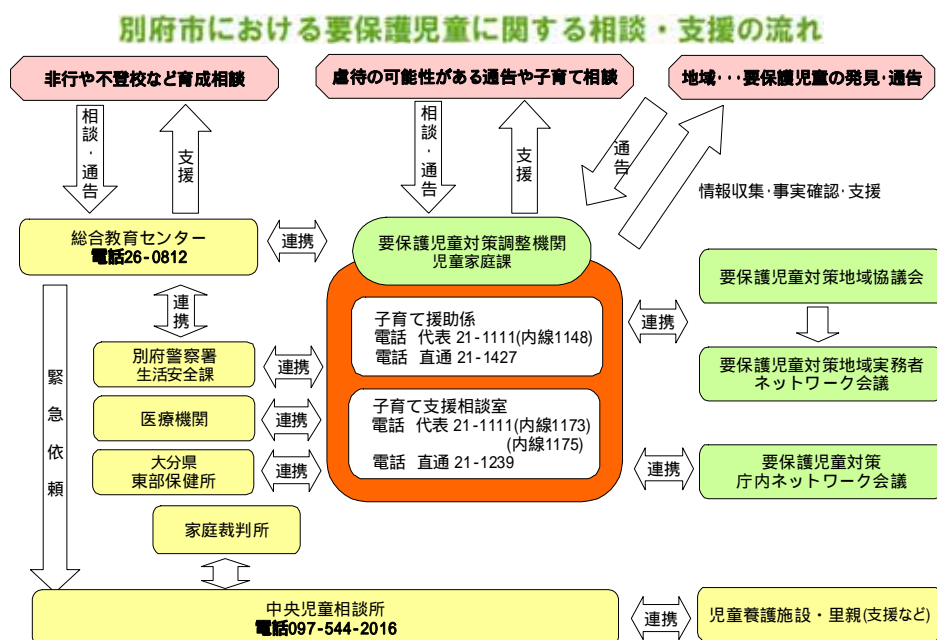 別府市における要保護児童に関する相談・支援の流れ
非行や不登校など育成相談
虐待の可能性がある通告や子育て相談
地域・・・要保護児童の発見・通告
相談・通告
支援
相談・通告
支援
通告
情報収集・事実確認・支援
総合教育センター
電話26-0812
連携
要保護児童対策調整機関
児童家庭課
要保護児童対策地域協議会
連携
子育て援助係
電話 代表 21-1111(内線1148)
電話 直通 21-1427
連携
別府警察署
生活安全課
連携
要保護児童対策地域実務者
ネットワーク会議
緊急依頼
医療機関
連携
子育て支援相談室
電話 代表 21-1111(内線1173)
(内線1175)
電話 直通 21-1239
大分県
東部保健所
連携
連携
要保護児童対策
庁内ネットワーク会議
家庭裁判所
中央児童相談所
電話097-544-2016
連携
児童養護施設・里親(支援など)